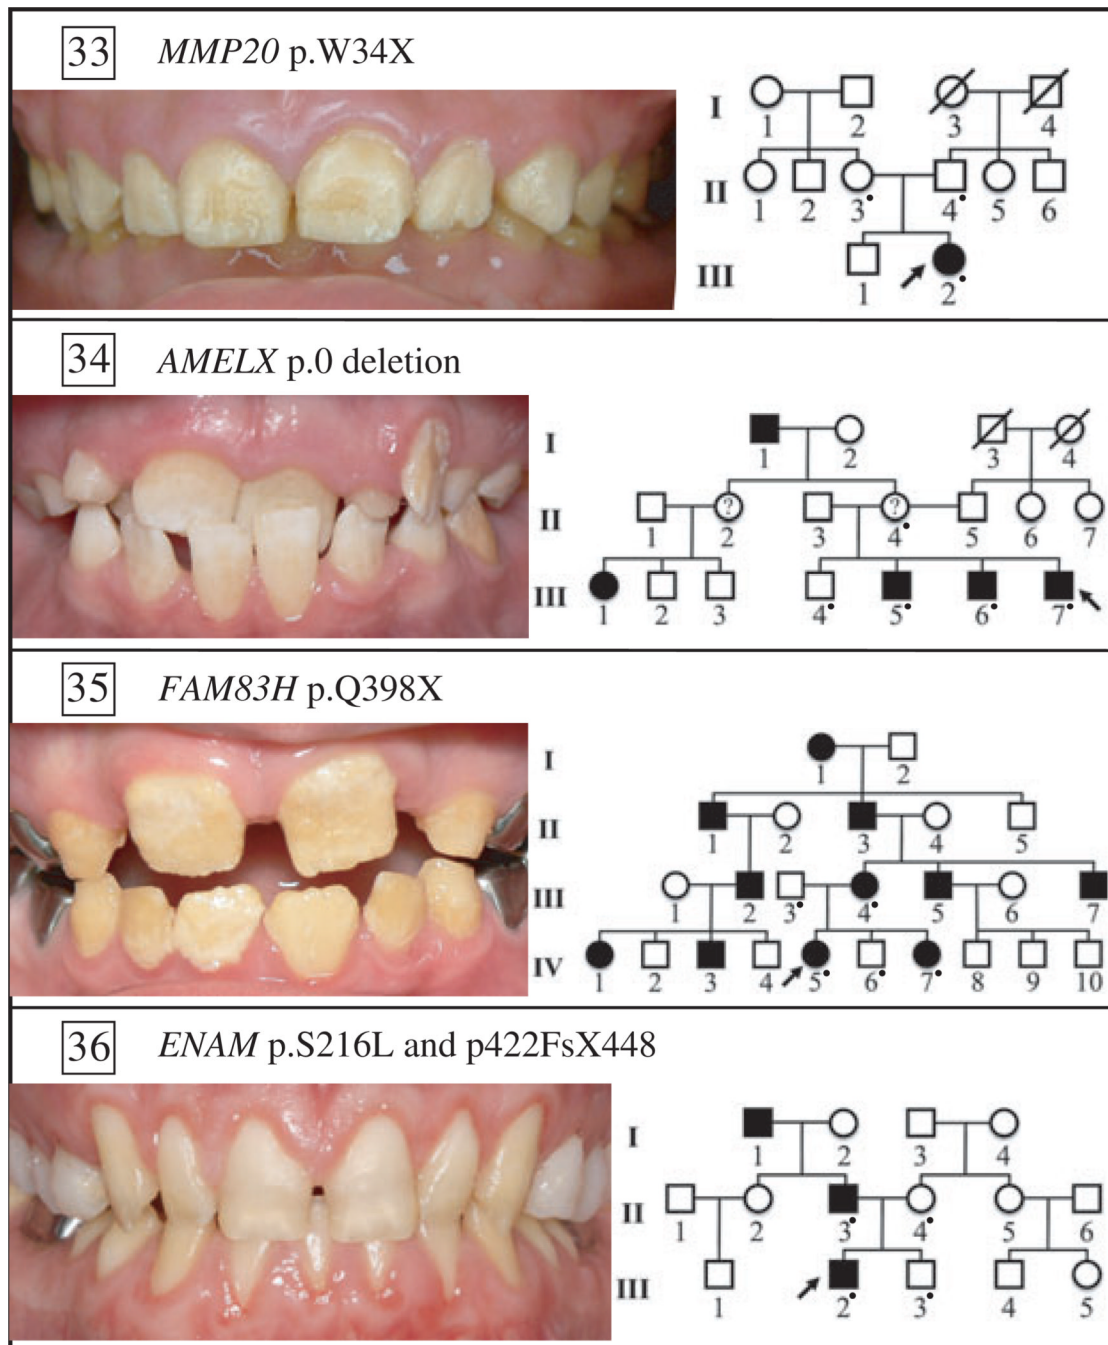 33 MMP20 p.W34X
I 1 2 3 4
II 1 2 3 4 5 6
III 1 2
34 AMELX p.0 deletion
I 1 2 3 4
? ?
II 1 2 3 4 5 6 7
III 1 2 3 4 5 6 7
35 FAM83H p.Q398X
I 1 2
II 1 2 3 4 5
III 1 2 3 4 5 6 7
IV 1 2 3 4 5 6 7 8 9 10
36 ENAM p.S216L and p422FsX448
I 1 2 3 4
II 1 2 3 4 5 6
III 1 2 3 4 5